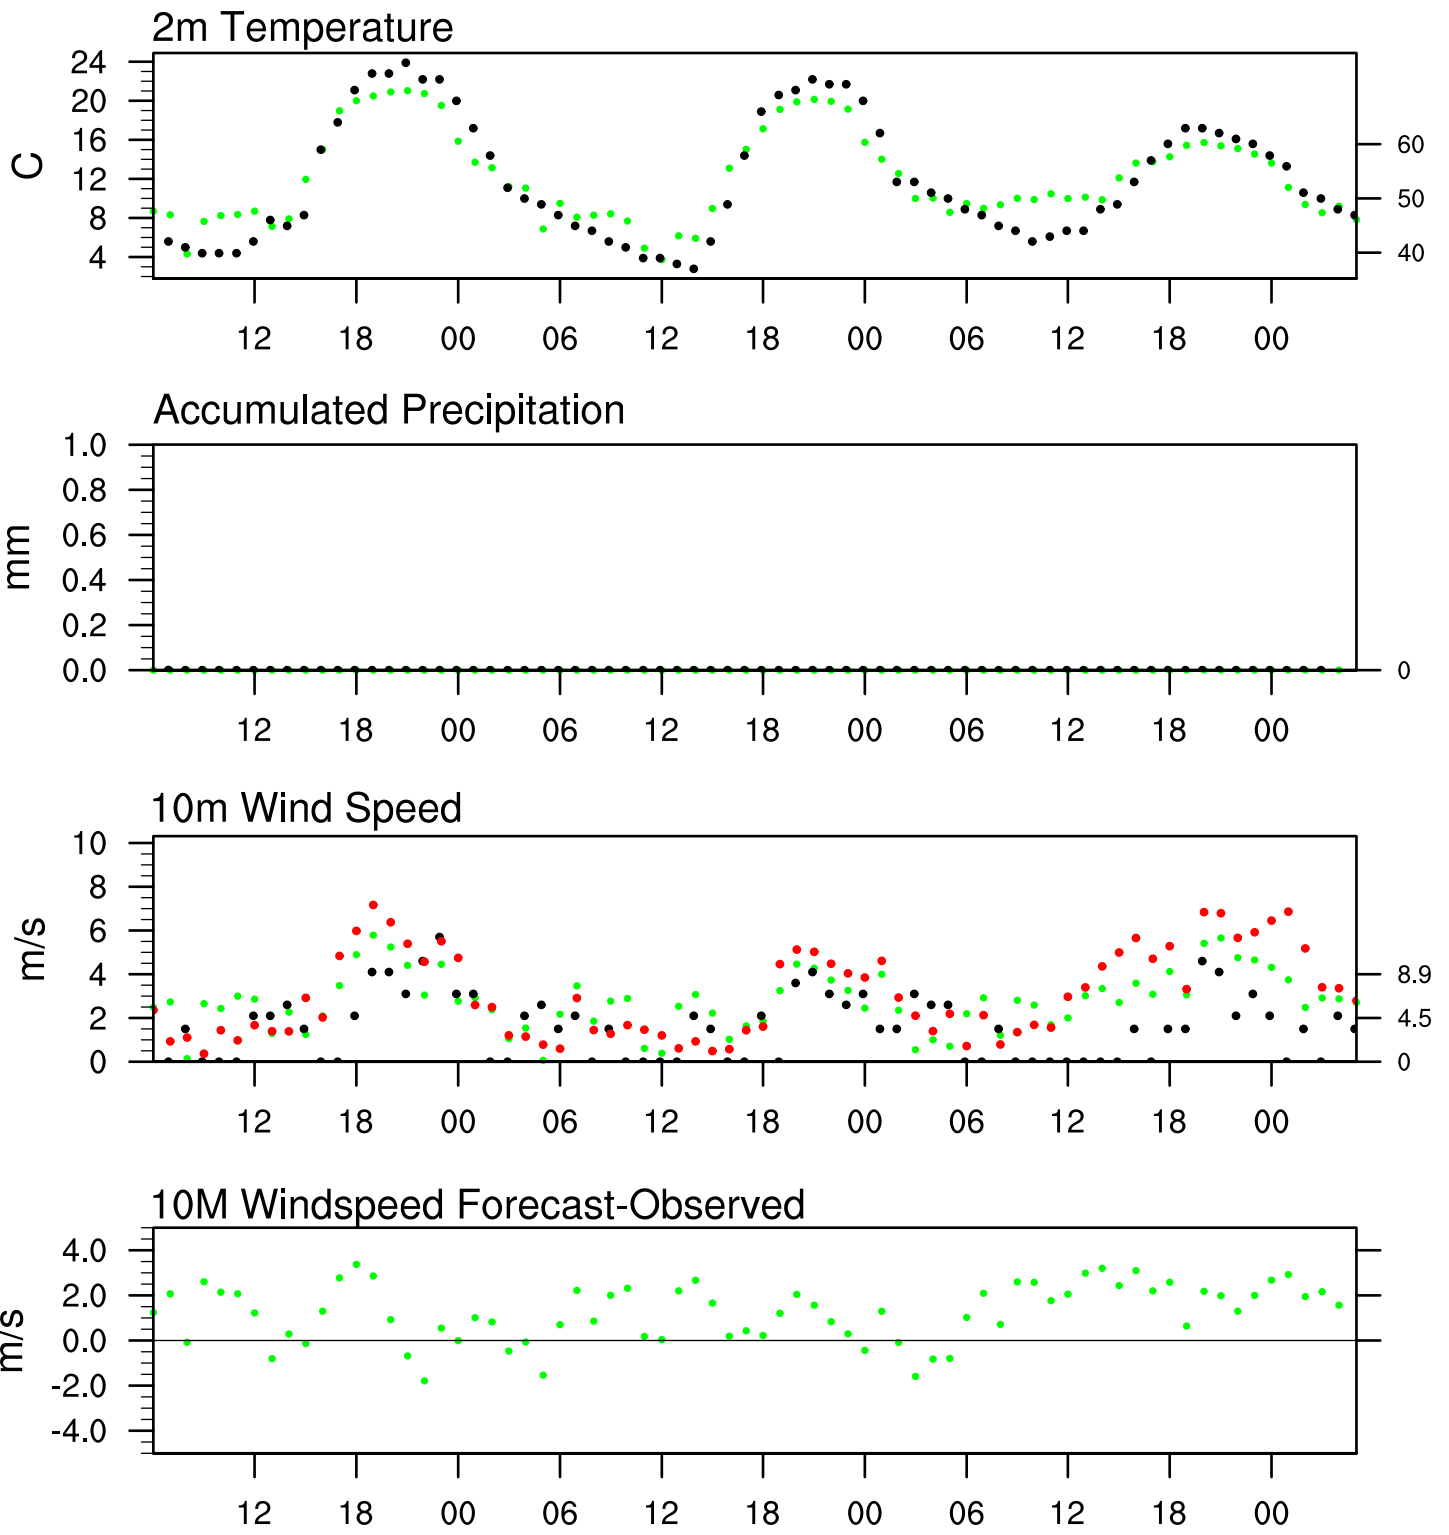 2m Temperature
24
20
16
12
8
4
C
60
50
40
12 18 00 06 12 18 00 06 12 18 00
Accumulated Precipitation
1.0
0.8
0.6
0.4
0.2
0.0
mm
0
12 18 00 06 12 18 00 06 12 18 00
10m Wind Speed
10
8
6
4
2
0
m/s
8.9
4.5
0
12 18 00 06 12 18 00 06 12 18 00
10M Windspeed Forecast-Observed
4.0
2.0
0.0
-2.0
-4.0
m/s
12 18 00 06 12 18 00 06 12 18 00